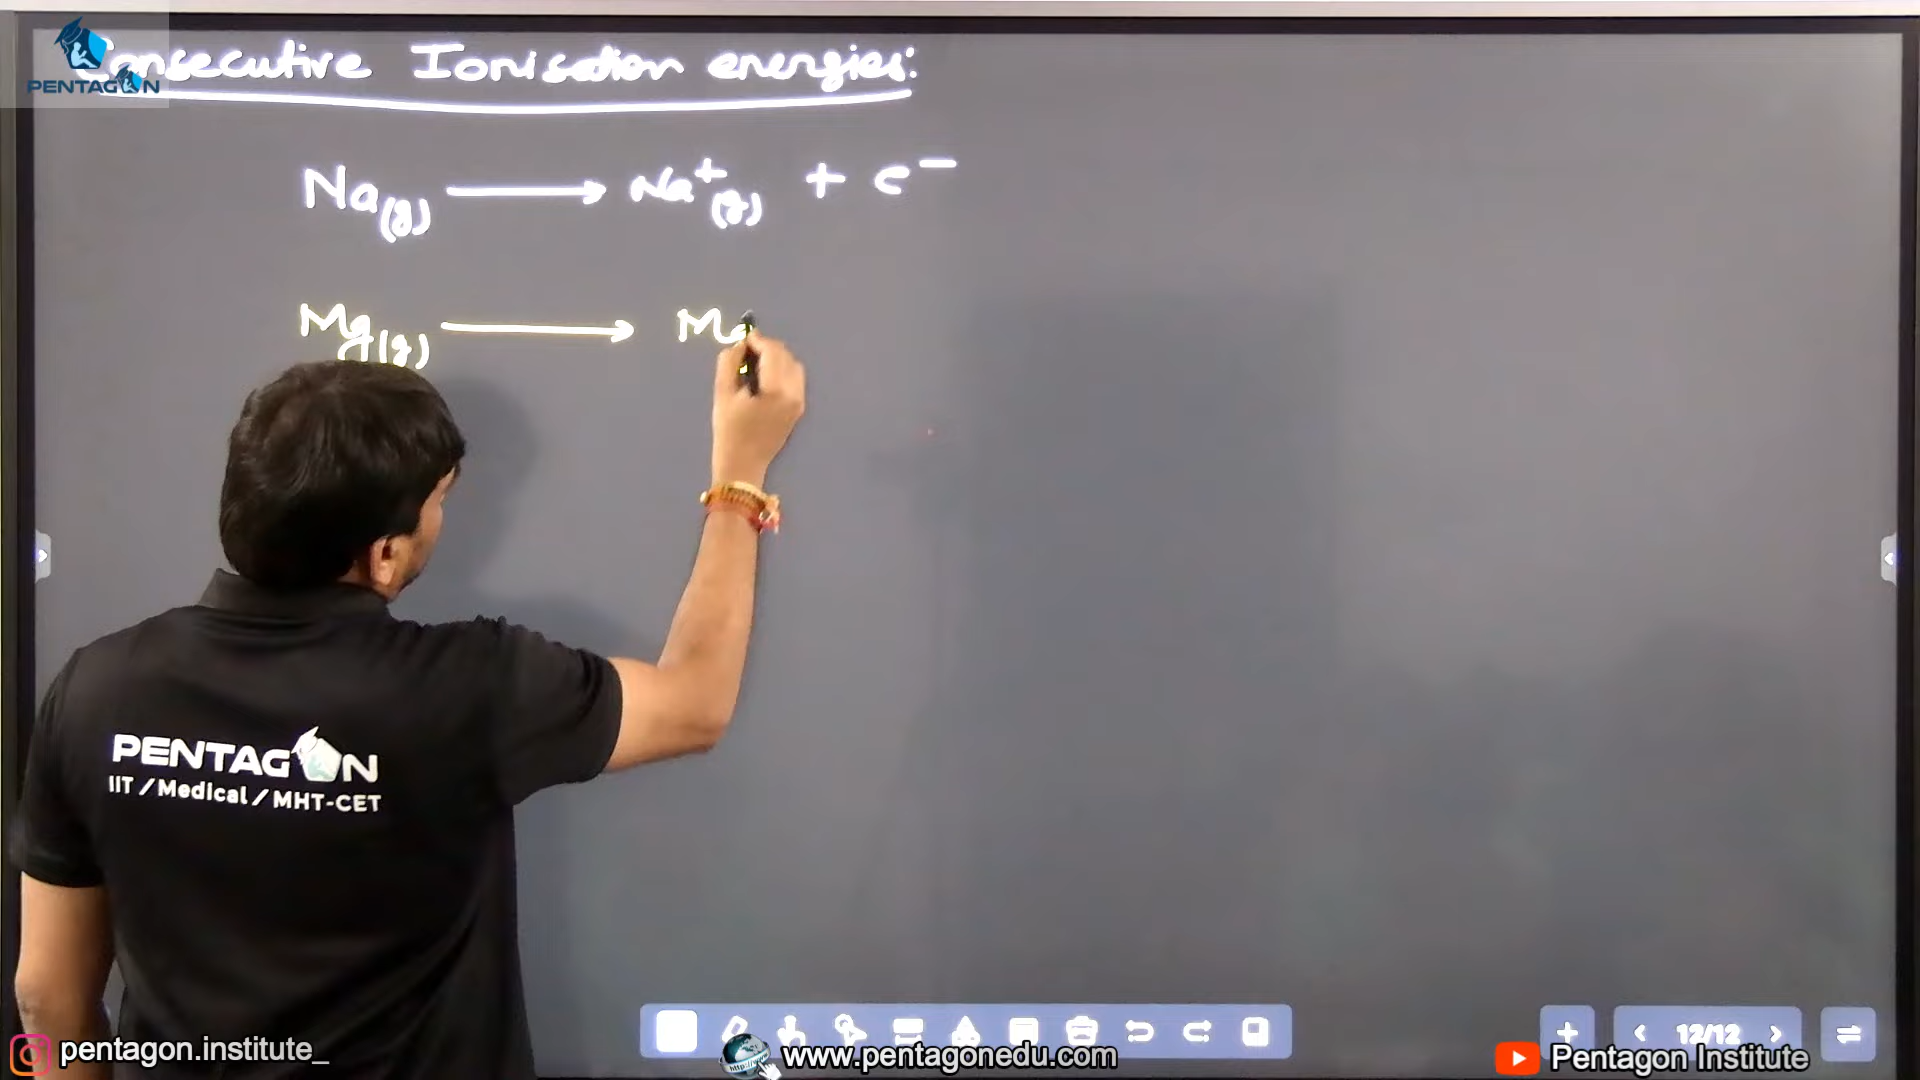 PENTAGON
Consecutive Ionisation energies:
Na(g) ⟶ Na⁺(g) + e⁻
Mg(g) ⟶ Mg
PENTAGON
IIT / Medical / MHT-CET
12/12
pentagon.institute_
www.pentagonedu.com
Pentagon Institute